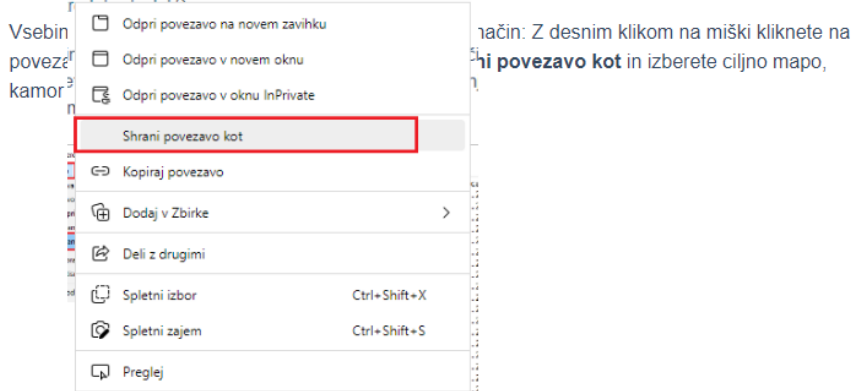 Vsebin
način: Z desnim klikom na miški kliknete na
ni povezavo kot in izberete ciljno mapo,
kamor
Odpri povezavo na novem zavihku
Odpri povezavo v novem oknu
Odpri povezavo v oknu InPrivate
Shrani povezavo kot
Kopiraj povezavo
Dodaj v Zbirke
Deli z drugimi
Spletni izbor Ctrl+Shift+X
Spletni zajem Ctrl+Shift+S
Preglej